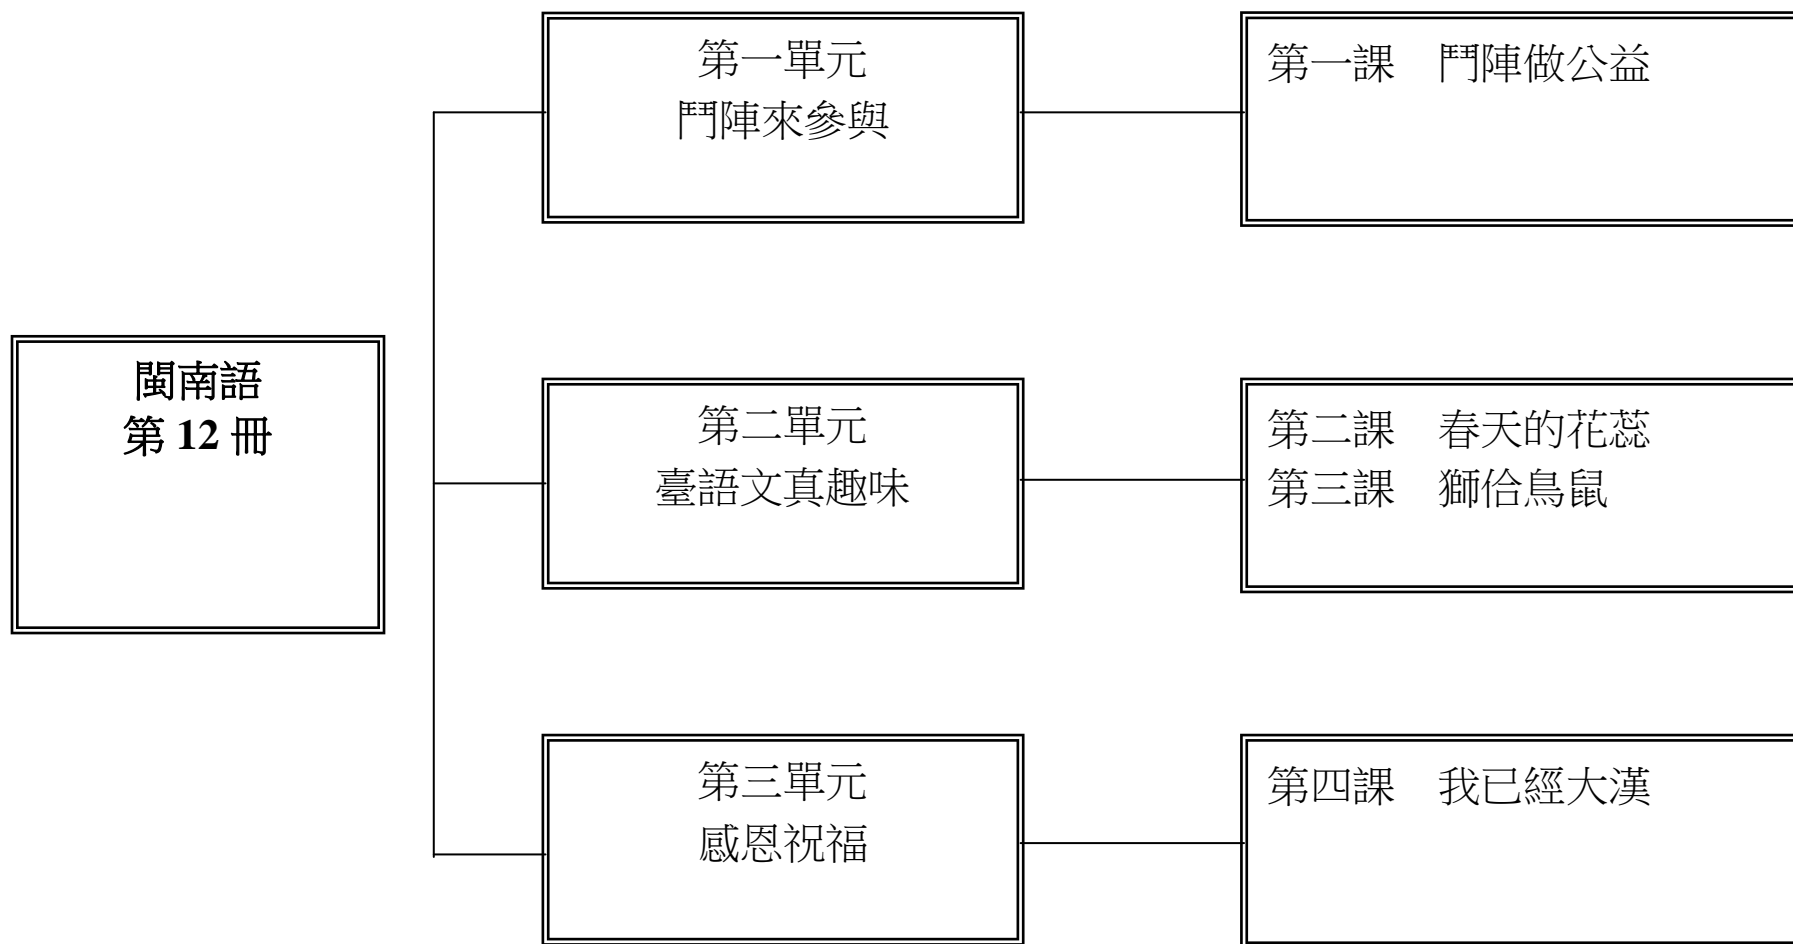 閩南語
第 12 冊
第一單元
鬥陣來參與
第一課　鬥陣做公益
第二單元
臺語文真趣味
第二課　春天的花蕊
第三課　獅佮鳥鼠
第三單元
感恩祝福
第四課　我已經大漢